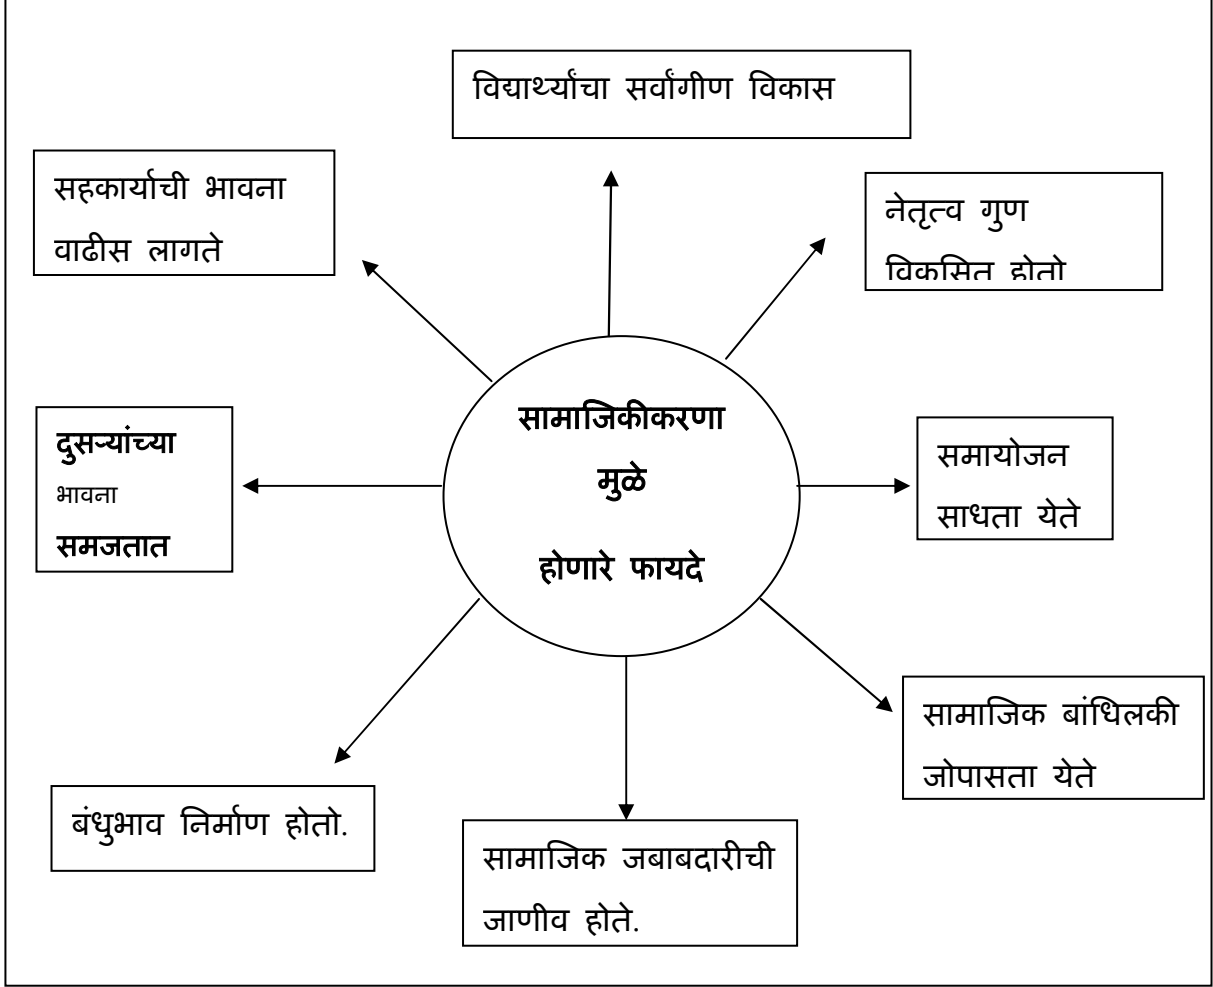 विद्यार्थ्यांचा सर्वांगीण विकास
सहकार्याची भावना
वाढीस लागते
नेतृत्व गुण
विकसित होतो
सामाजिकीकरणा
मुळे
होणारे फायदे
दुसऱ्यांच्या
भावना
समजतात
समायोजन
साधता येते
सामाजिक बांधिलकी
जोपासता येते
बंधुभाव निर्माण होतो.
सामाजिक जबाबदारीची
जाणीव होते.